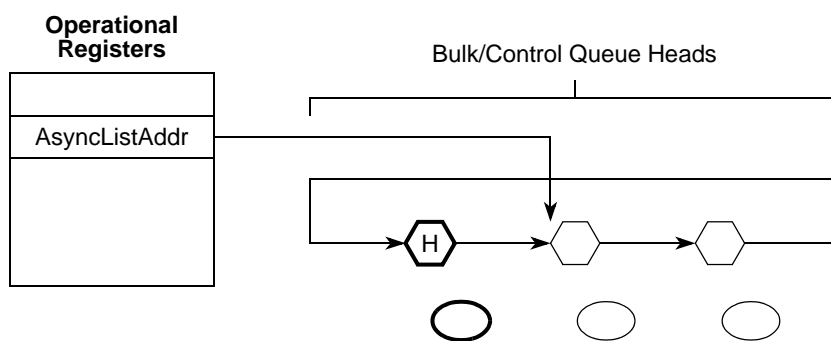 Operational
Registers
Bulk/Control Queue Heads
AsyncListAddr
H